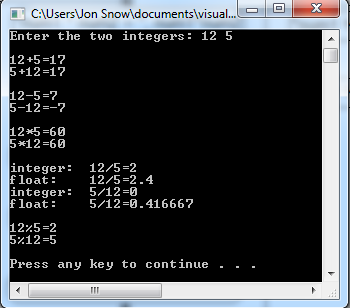 C:\Users\Jon Snow\documents\visual...
Enter the two integers: 12 5
12+5=17
5+12=17
12-5=7
5-12=-7
12*5=60
5*12=60
integer:  12/5=2
float:    12/5=2.4
integer:  5/12=0
float:    5/12=0.416667
12%5=2
5%12=5
Press any key to continue . . .